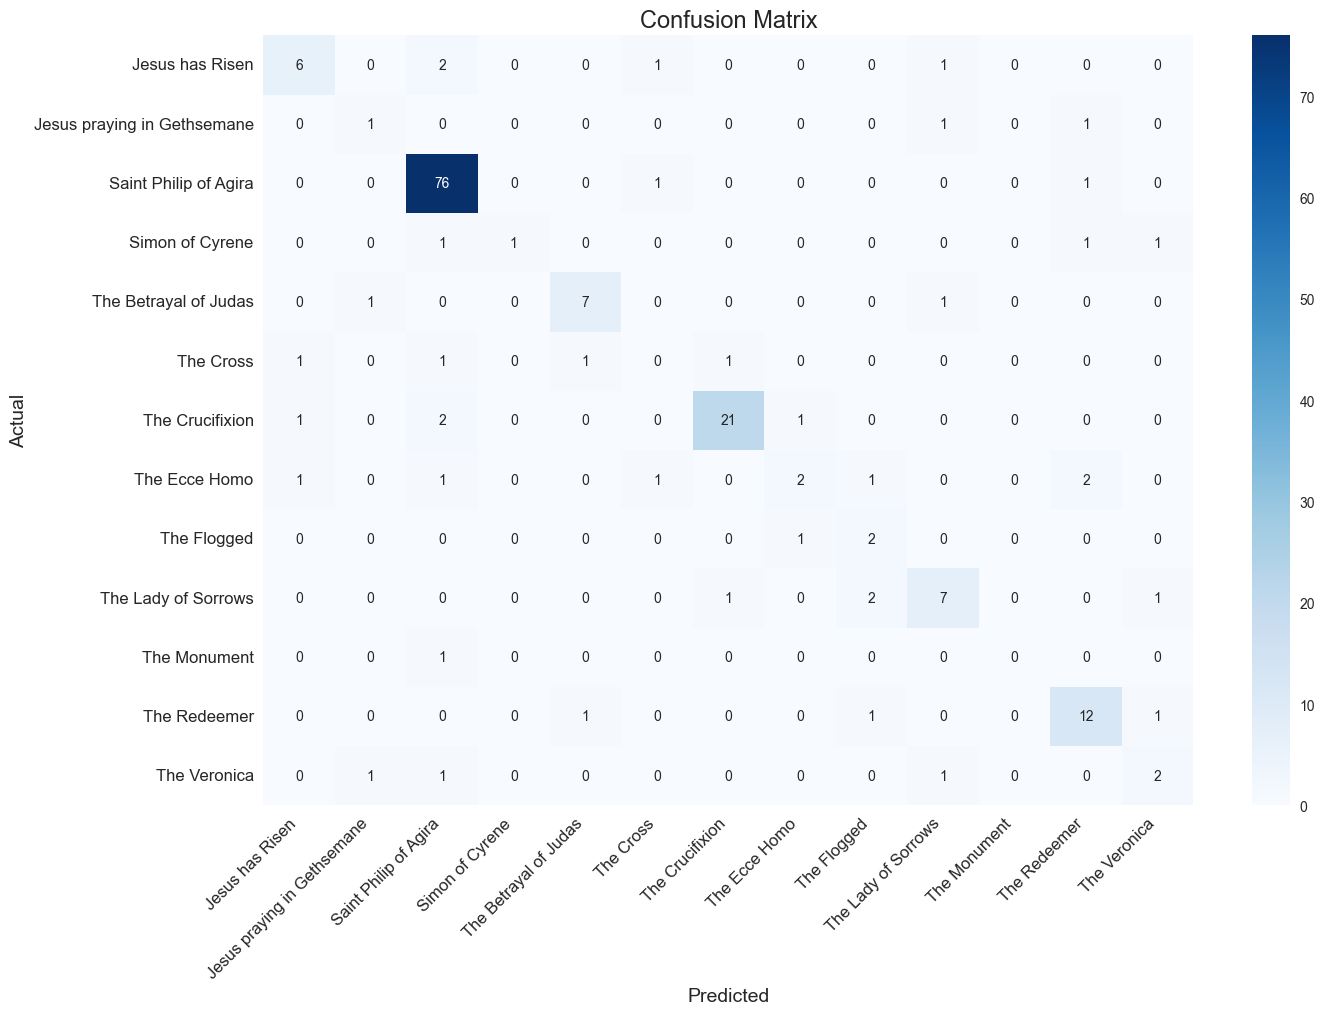 Confusion Matrix
Jesus has Risen 6 0 2 0 0 1 0 0 0 1 0 0 0
Jesus praying in Gethsemane 0 1 0 0 0 0 0 0 0 1 0 1 0
Saint Philip of Agira 0 0 76 0 0 1 0 0 0 0 0 1 0
Simon of Cyrene 0 0 1 1 0 0 0 0 0 0 0 1 1
The Betrayal of Judas 0 1 0 0 7 0 0 0 0 1 0 0 0
The Cross 1 0 1 0 1 0 1 0 0 0 0 0 0
The Crucifixion 1 0 2 0 0 0 21 1 0 0 0 0 0
The Ecce Homo 1 0 1 0 0 1 0 2 1 0 0 2 0
The Flogged 0 0 0 0 0 0 0 1 2 0 0 0 0
The Lady of Sorrows 0 0 0 0 0 0 1 0 2 7 0 0 1
The Monument 0 0 1 0 0 0 0 0 0 0 0 0 0
The Redeemer 0 0 0 0 1 0 0 0 1 0 0 12 1
The Veronica 0 1 1 0 0 0 0 0 0 1 0 0 2
Actual
Jesus has Risen
Jesus praying in Gethsemane
Saint Philip of Agira
Simon of Cyrene
The Betrayal of Judas
The Cross
The Crucifixion
The Ecce Homo
The Flogged
The Lady of Sorrows
The Monument
The Redeemer
The Veronica
Predicted
70
60
50
40
30
20
10
0